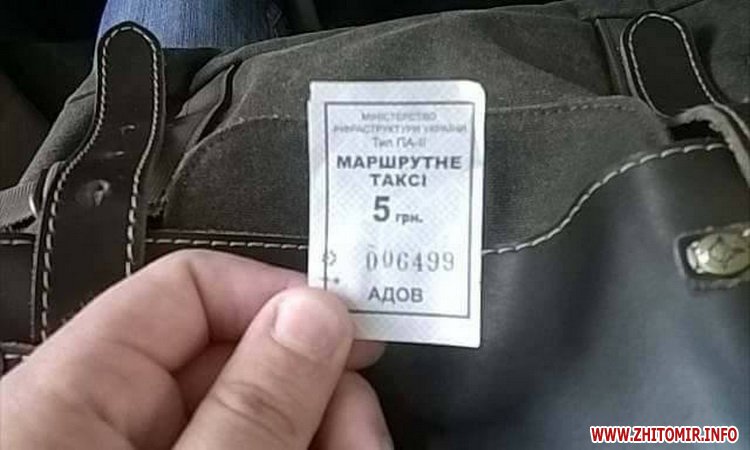 МІНІСТЕРСТВО
ІНФРАСТРУКТУРИ УКРАЇНИ
Тип ПА-ІІ
МАРШРУТНЕ
ТАКСІ
5 грн.
006499
АДОВ
WWW.ZHITOMIR.INFO